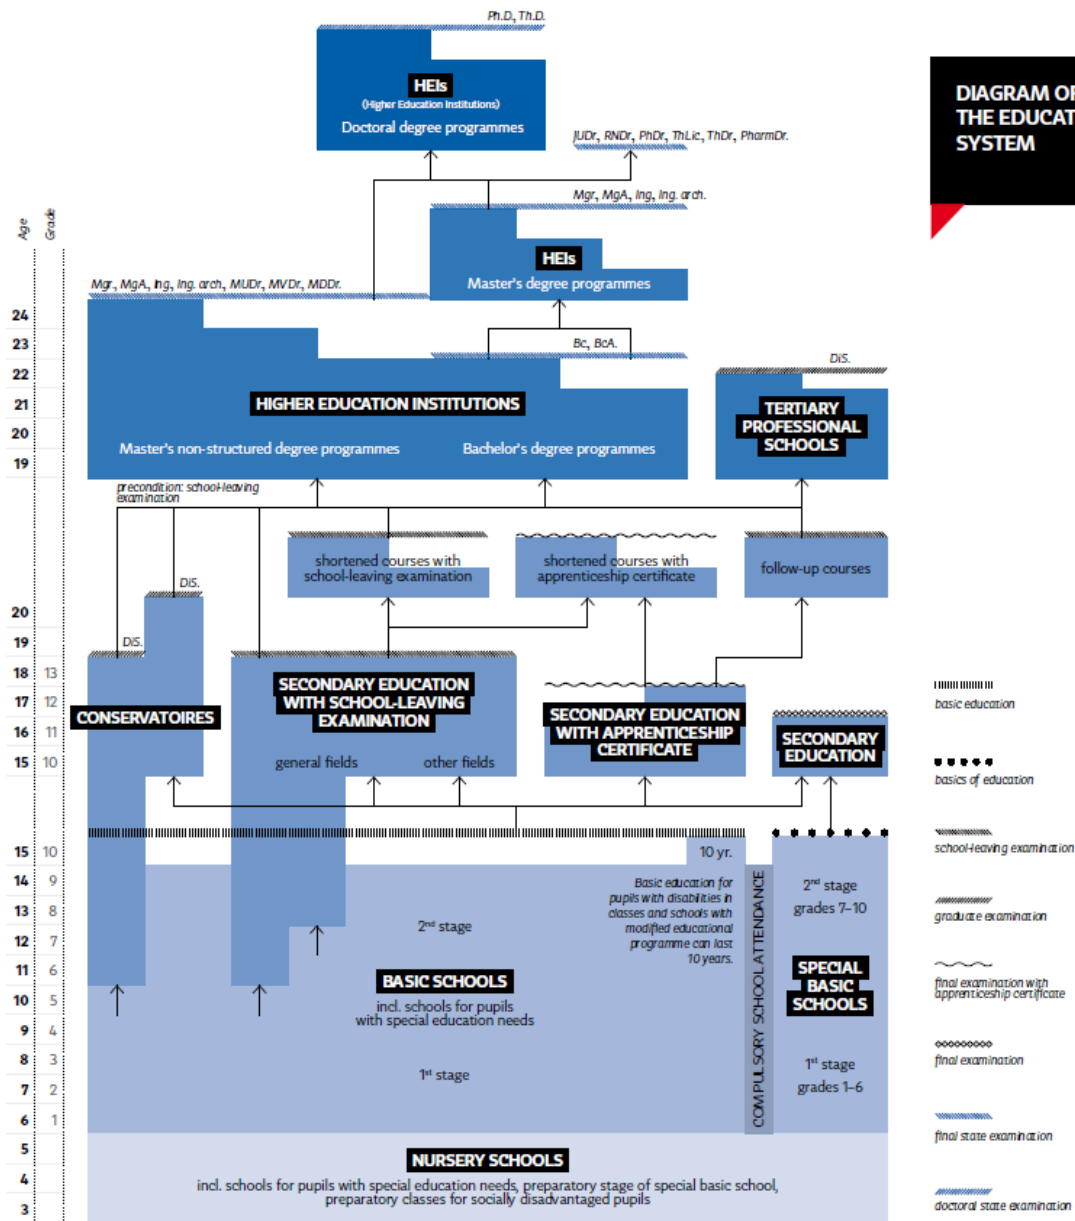 Ph.D., Th.D.
HEIs
(Higher Education Institutions)
Doctoral degree programmes
DIAGRAM OF
THE EDUCAT
SYSTEM
JUDr, RNDr, PhDr, ThLic, ThDr, PharmDr.
Mgr, MgA, Ing, Ing. arch.
Age
Grade
HEIs
Master's degree programmes
Mgr, MgA, Ing, Ing. arch, MUDr, MVDr, MDDr.
24
23
Bc, BcA.
22
DiS.
21
20
19
HIGHER EDUCATION INSTITUTIONS
Master's non-structured degree programmes
Bachelor's degree programmes
TERTIARY
PROFESSIONAL
SCHOOLS
precondition: school-leaving
examination
shortened courses with
school-leaving examination
shortened courses with
apprenticeship certificate
follow-up courses
DiS.
20
19
DiS.
18 13
17 12
16 11
15 10
CONSERVATOIRES
SECONDARY EDUCATION
WITH SCHOOL-LEAVING
EXAMINATION
general fields
other fields
SECONDARY EDUCATION
WITH APPRENTICESHIP
CERTIFICATE
SECONDARY
EDUCATION
15 10
14 9
13 8
12 7
11 6
10 5
9 4
8 3
7 2
6 1
5
4
3
10 yr.
Basic education for
pupils with disabilities in
classes and schools with
modified educational
programme can last
10 years.
2nd stage
BASIC SCHOOLS
incl. schools for pupils
with special education needs
1st stage
COMPULSORY SCHOOL ATTENDANCE
2nd stage
grades 7–10
SPECIAL
BASIC
SCHOOLS
1st stage
grades 1–6
NURSERY SCHOOLS
incl. schools for pupils with special education needs, preparatory stage of special basic school,
preparatory classes for socially disadvantaged pupils
basic education
basics of education
school-leaving examination
graduate examination
final examination with
apprenticeship certificate
final examination
final state examination
doctoral state examination